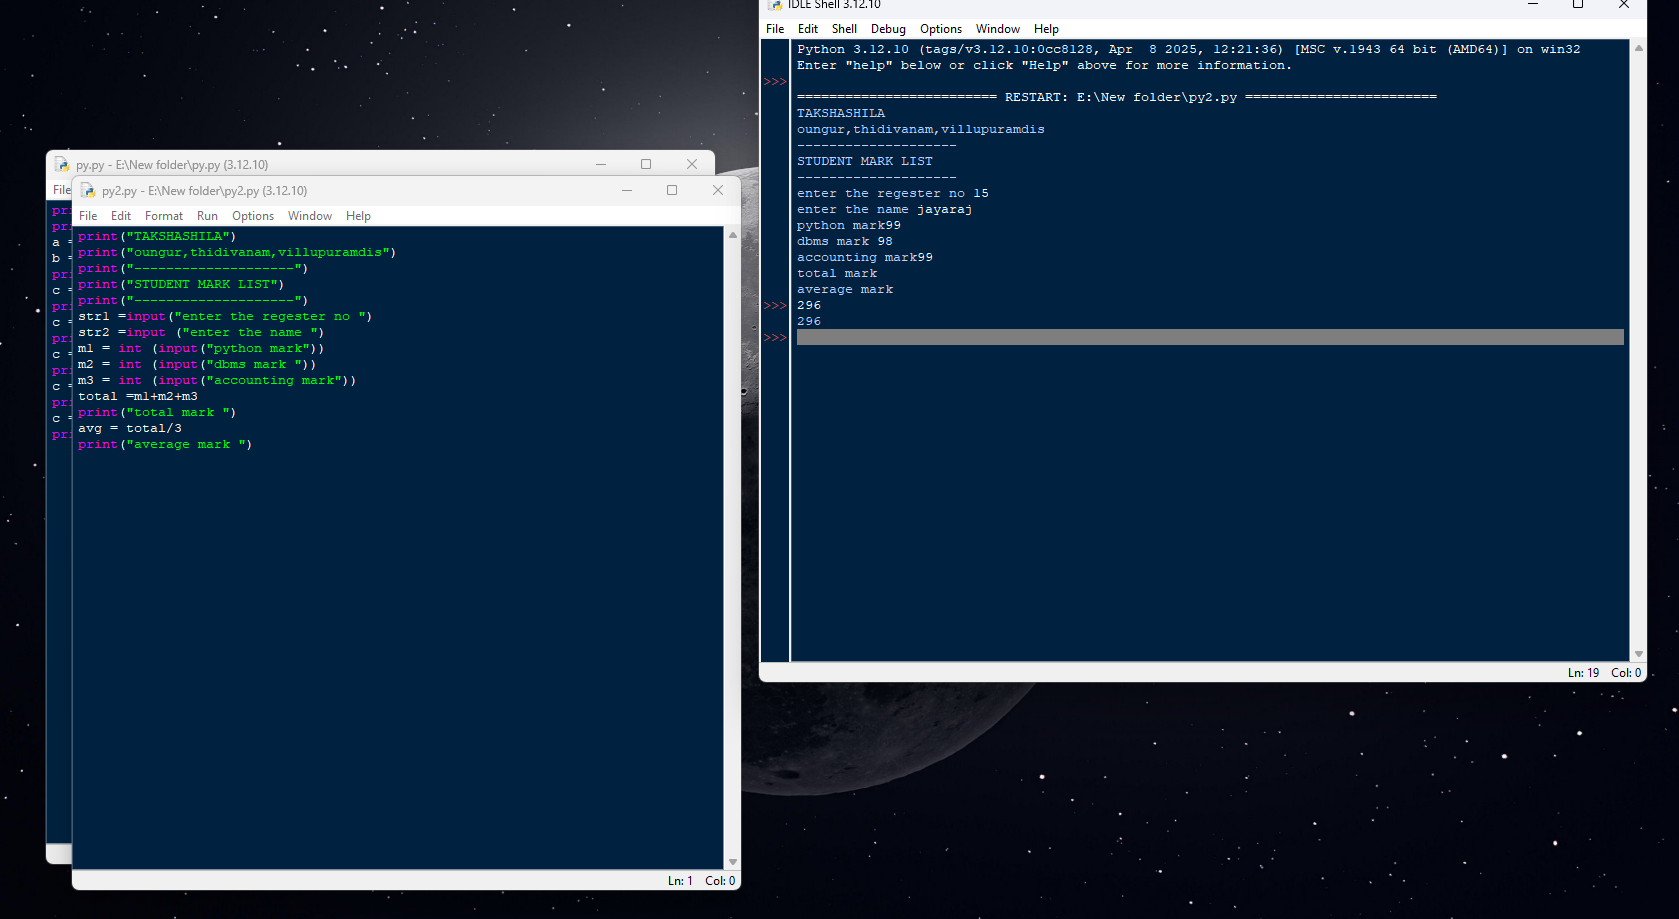 py.py - E:\New folder\py.py (3.12.10)
File
pri
pri
a =
b =
pri
c =
pri
c =
pri
c =
pri
c =
pri
c =
pri
py2.py - E:\New folder\py2.py (3.12.10)
File Edit Format Run Options Window Help
print("TAKSHASHILA")
print("oungur,thidivanam,villupuramdis")
print("--------------------")
print("STUDENT MARK LIST")
print("--------------------")
str1 =input("enter the regester no ")
str2 =input ("enter the name ")
m1 = int (input("python mark"))
m2 = int (input("dbms mark "))
m3 = int (input("accounting mark"))
total =m1+m2+m3
print("total mark ")
avg = total/3
print("average mark ")
Ln: 1 Col: 0
IDLE Shell 3.12.10
File Edit Shell Debug Options Window Help
Python 3.12.10 (tags/v3.12.10:0cc8128, Apr  8 2025, 12:21:36) [MSC v.1943 64 bit (AMD64)] on win32
Enter "help" below or click "Help" above for more information.
>>>
========================= RESTART: E:\New folder\py2.py ========================
TAKSHASHILA
oungur,thidivanam,villupuramdis
--------------------
STUDENT MARK LIST
--------------------
enter the regester no 15
enter the name jayaraj
python mark99
dbms mark 98
accounting mark99
total mark
average mark
>>> 296
296
>>>
Ln: 19 Col: 0